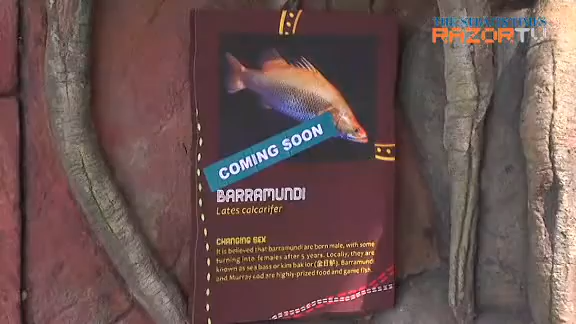 THE STRAITS TIMES
RAZORTV
COMING SOON
BARRAMUNDI
Lates calcarifer
CHANGING SEX
It is believed that barramundi are born male, with some
turning into females after 5 years. Locally, they are
known as sea bass or kim bak lor (金目鲈). Barramundi
and Murray cod are highly-prized food and game fish.